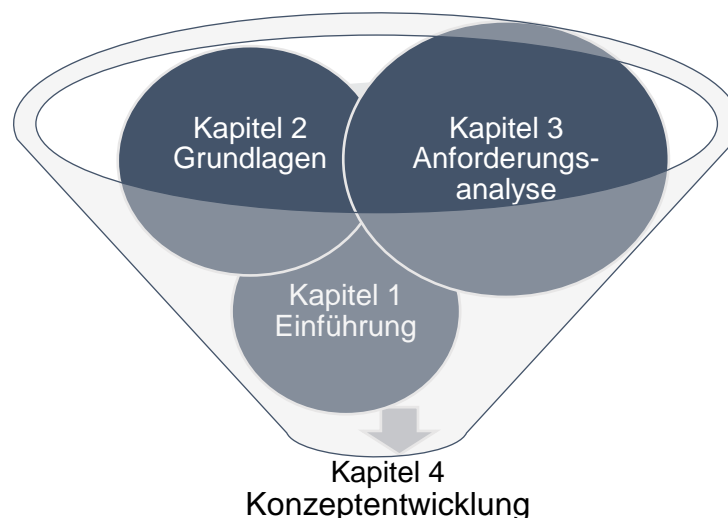 Kapitel 2
Grundlagen
Kapitel 3
Anforderungs-
analyse
Kapitel 1
Einführung
Kapitel 4
Konzeptentwicklung